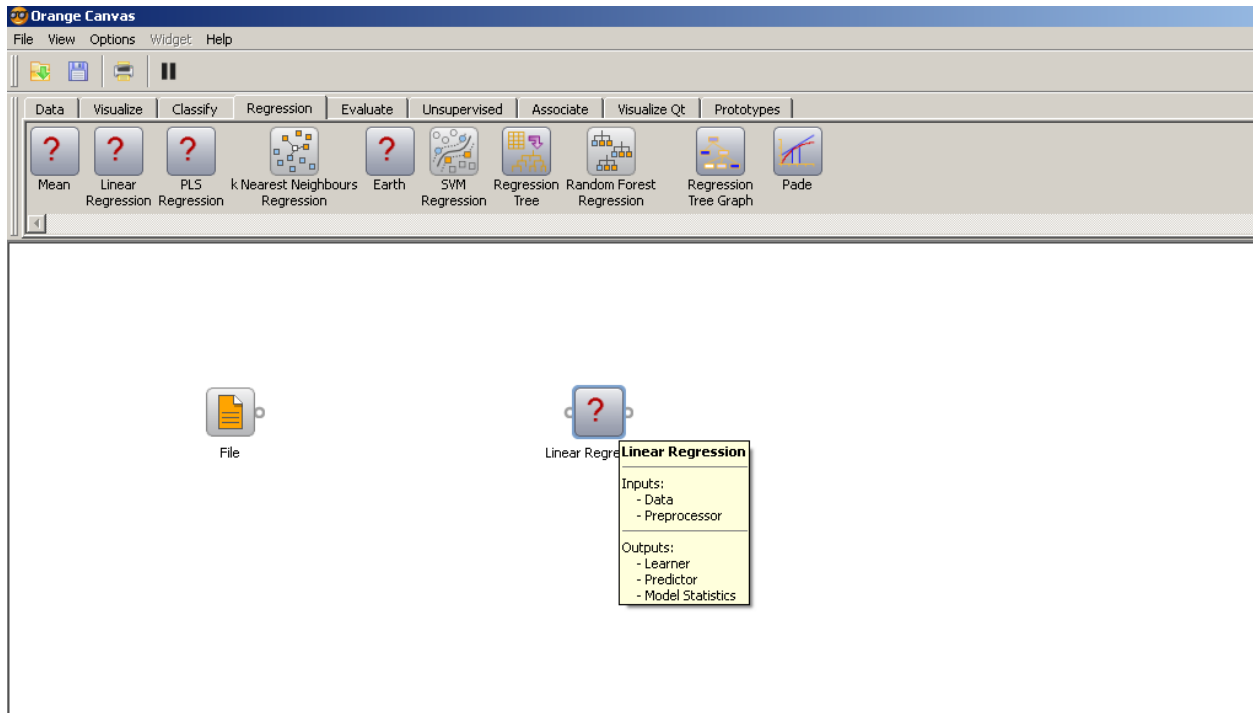 Orange Canvas
File View Options Widget Help
Data Visualize Classify Regression Evaluate Unsupervised Associate Visualize Qt Prototypes
? ? ? ?
Mean Linear PLS k Nearest Neighbours Earth SVM Regression Random Forest Regression Pade
Regression Regression Regression Regression Tree Regression Tree Graph
?
File Linear Regre
Linear Regression
Inputs:
- Data
- Preprocessor
Outputs:
- Learner
- Predictor
- Model Statistics